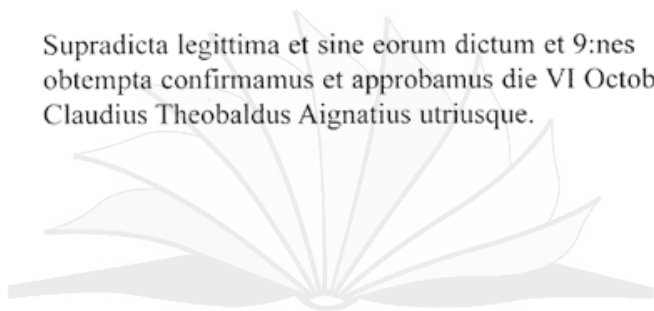 Supradicta legittima et sine eorum dictum et 9:nes
obtempta confirmamus et approbamus die VI Octob
Claudius Theobaldus Aignatius utriusque.